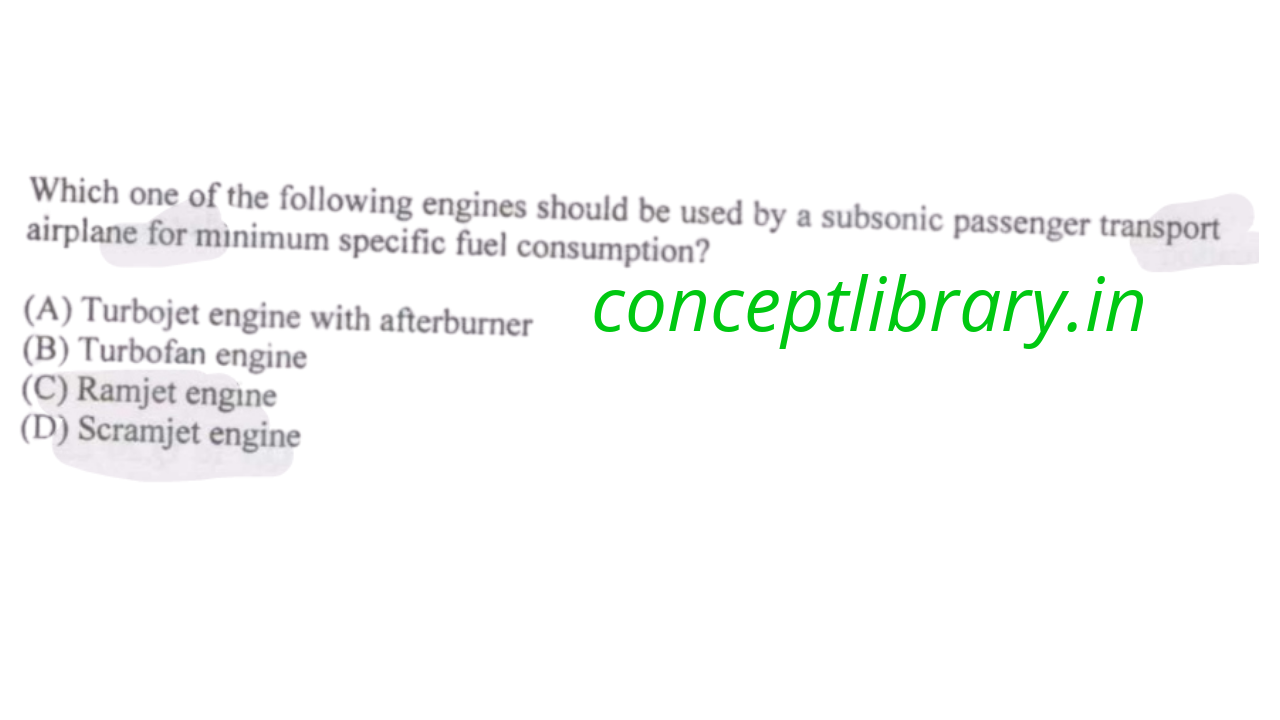 Which one of the following engines should be used by a subsonic passenger transport
airplane for minimum specific fuel consumption?
conceptlibrary.in
(A) Turbojet engine with afterburner
(B) Turbofan engine
(C) Ramjet engine
(D) Scramjet engine